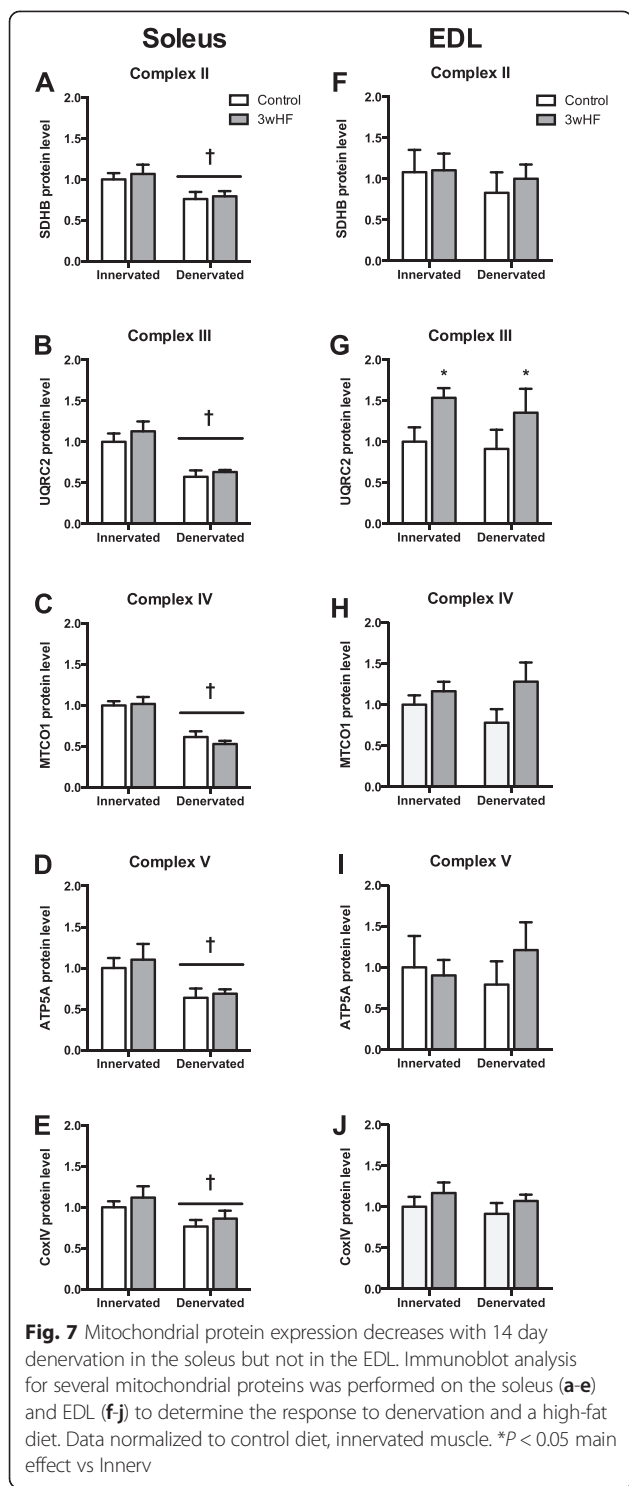 Soleus
EDL
A
Complex II
SDHB protein level
2.0
1.5
1.0
0.5
0.0
Control
3wHF
†
Innervated Denervated
F
Complex II
SDHB protein level
2.0
1.5
1.0
0.5
0.0
Control
3wHF
Innervated Denervated
B
Complex III
UQRC2 protein level
2.0
1.5
1.0
0.5
0.0
†
Innervated Denervated
G
Complex III
UQRC2 protein level
2.0
1.5
1.0
0.5
0.0
* *
Innervated Denervated
C
Complex IV
MTCO1 protein level
2.0
1.5
1.0
0.5
0.0
†
Innervated Denervated
H
Complex IV
MTCO1 protein level
2.0
1.5
1.0
0.5
0.0
Innervated Denervated
D
Complex V
ATP5A protein level
2.0
1.5
1.0
0.5
0.0
†
Innervated Denervated
I
Complex V
ATP5A protein level
2.0
1.5
1.0
0.5
0.0
Innervated Denervated
E
CoxIV protein level
2.0
1.5
1.0
0.5
0.0
†
Innervated Denervated
J
CoxIV protein level
2.0
1.5
1.0
0.5
0.0
Innervated Denervated
Fig. 7 Mitochondrial protein expression decreases with 14 day
denervation in the soleus but not in the EDL. Immunoblot analysis
for several mitochondrial proteins was performed on the soleus (a-e)
and EDL (f-j) to determine the response to denervation and a high-fat
diet. Data normalized to control diet, innervated muscle. *P < 0.05 main
effect vs Innerv